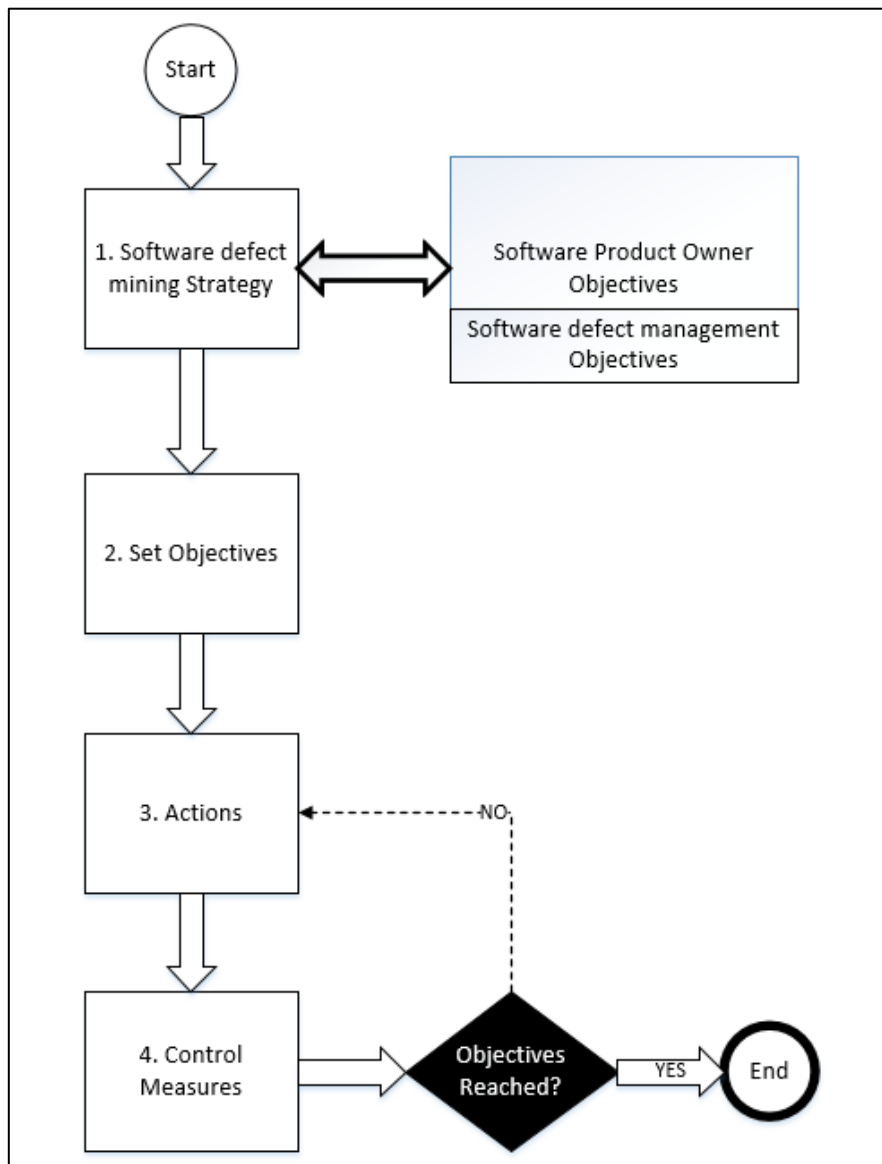 Start
1. Software defect
mining Strategy
Software Product Owner
Objectives
Software defect management
Objectives
2. Set Objectives
3. Actions
NO
4. Control
Measures
Objectives
Reached?
YES
End